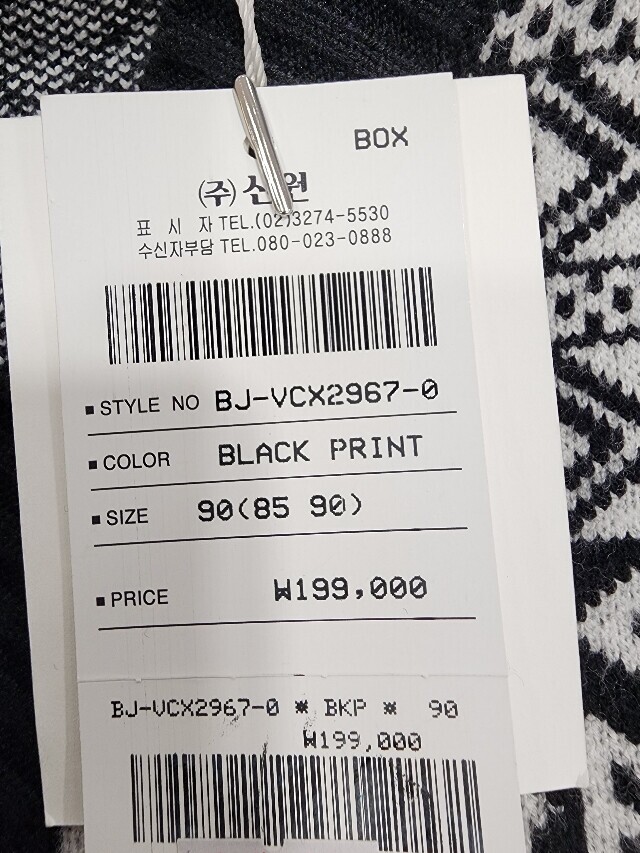 BOX
(주) 신원
표 시 자 TEL.(02)3274-5530
수신자부담 TEL.080-023-0888
■ STYLE NO BJ-VCX2967-0
■ COLOR BLACK PRINT
■ SIZE 90(85 90)
■ PRICE ₩199,000
BJ-VCX2967-0 ※ BKP ※ 90
₩199,000